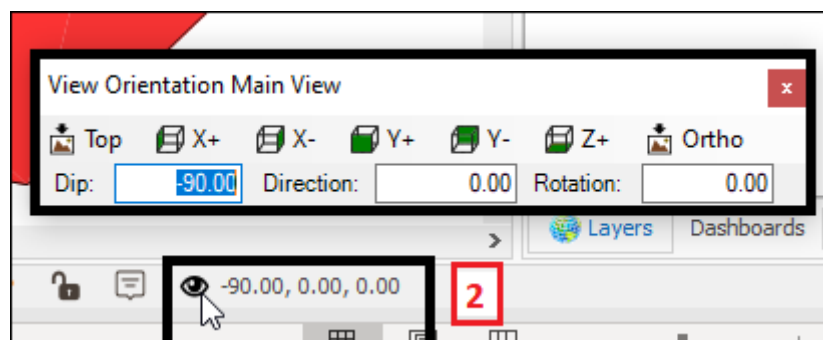 View Orientation Main View x
Top X+ X- Y+ Y- Z+ Ortho
Dip: -90.00 Direction: 0.00 Rotation: 0.00
Layers Dashboards
-90.00, 0.00, 0.00 2